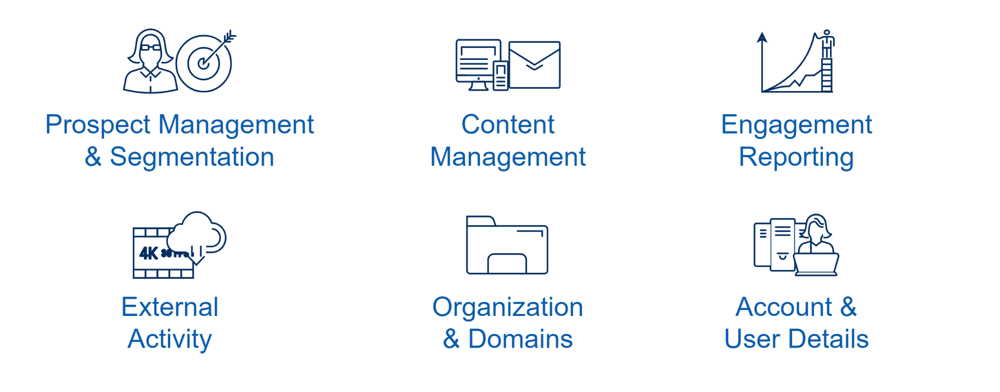 Prospect Management
& Segmentation
Content
Management
Engagement
Reporting
4K
External
Activity
Organization
& Domains
Account &
User Details